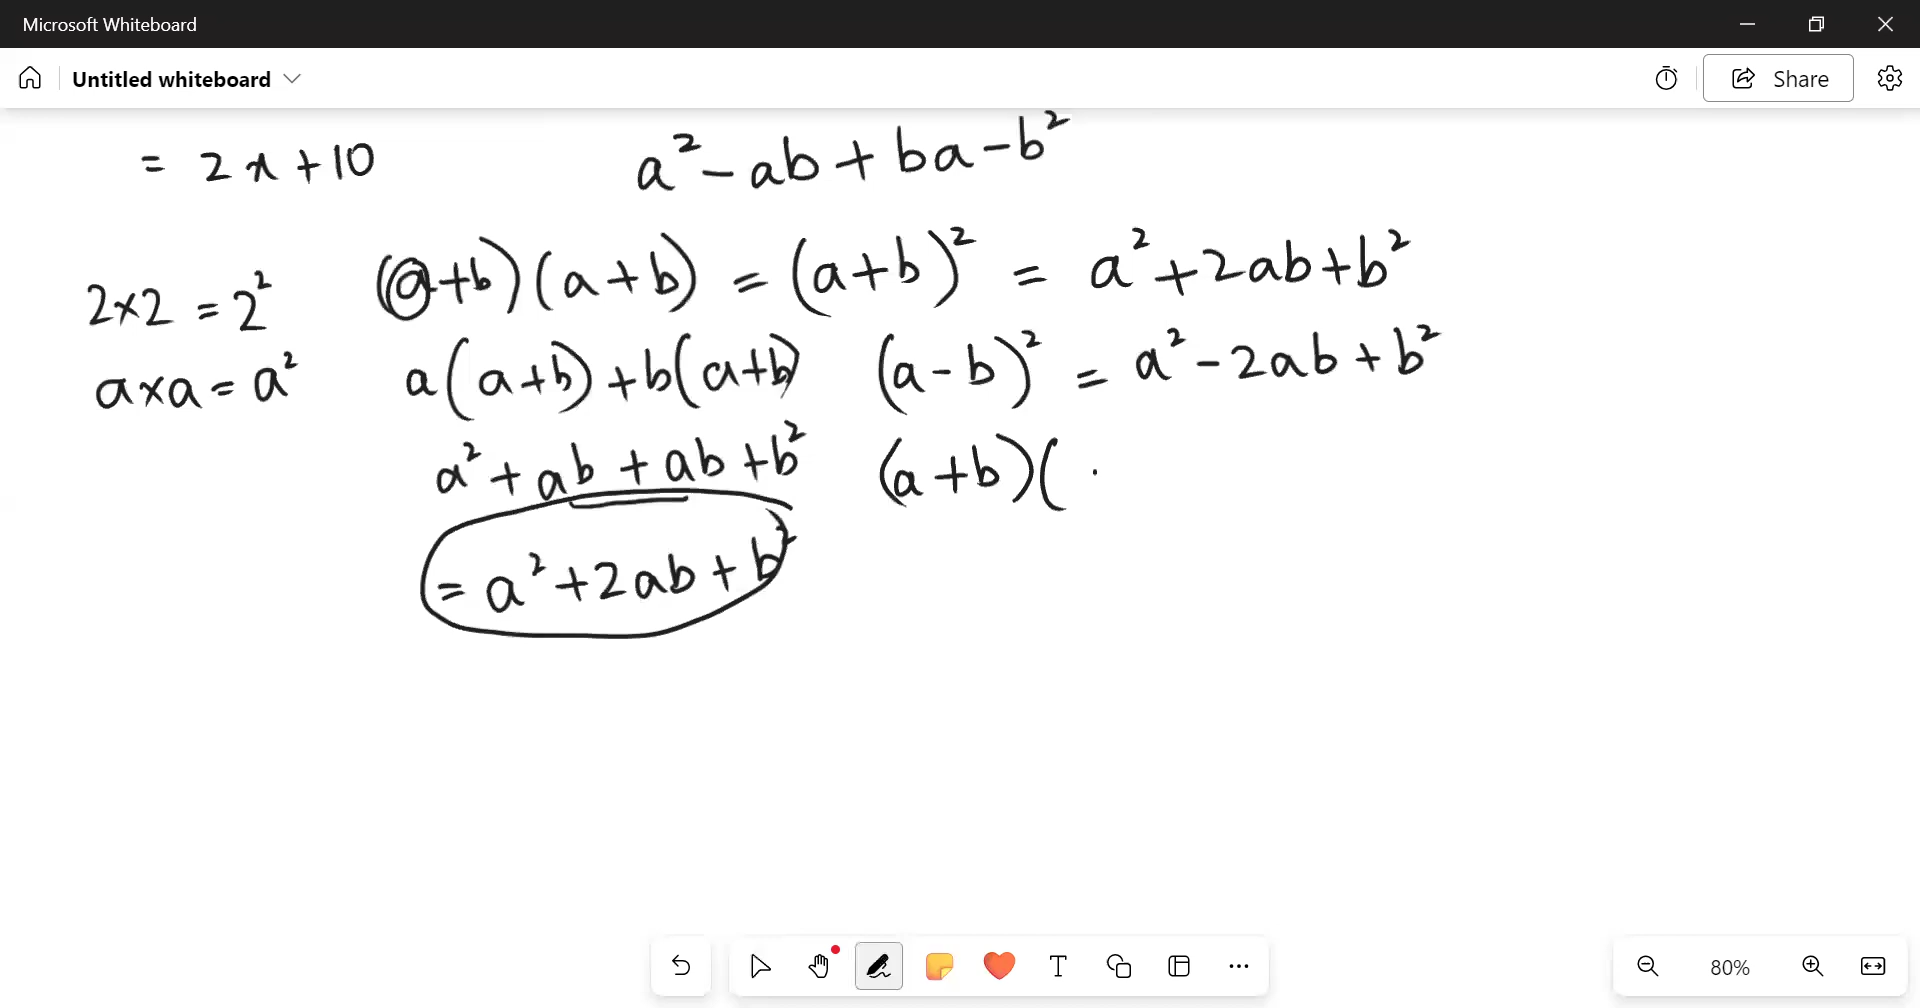 Microsoft Whiteboard
Untitled whiteboard
Share
= 2x+10
a²-ab+ba-b²
(a+b)(a+b) = (a+b)² = a²+2ab+b²
2×2 = 2²
a(a+b)+b(a+b)
(a-b)² = a²-2ab+b²
a×a = a²
a²+ab+ab+b²
(a+b)(
= a²+2ab+b²
80%